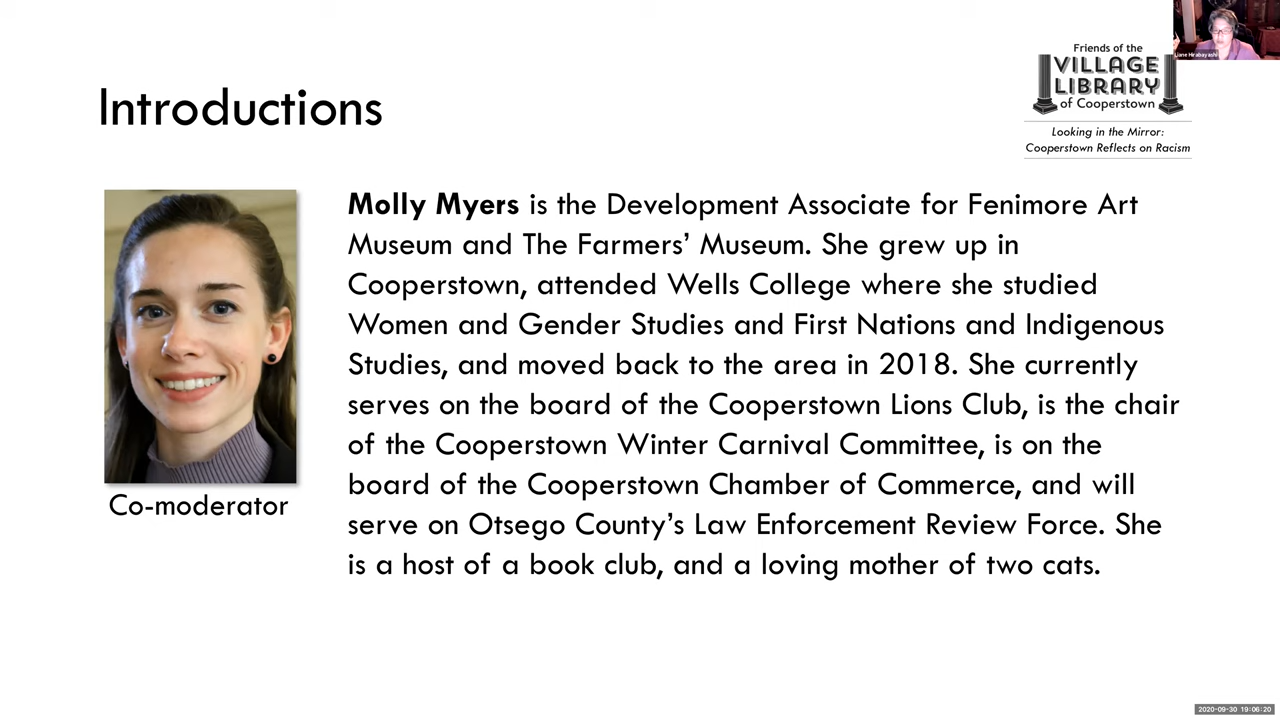 Introductions
Friends of the
VILLAGE
LIBRARY
of Cooperstown
Looking in the Mirror:
Cooperstown Reflects on Racism
Jane Hirabayashi
Molly Myers is the Development Associate for Fenimore Art
Museum and The Farmers’ Museum. She grew up in
Cooperstown, attended Wells College where she studied
Women and Gender Studies and First Nations and Indigenous
Studies, and moved back to the area in 2018. She currently
serves on the board of the Cooperstown Lions Club, is the chair
of the Cooperstown Winter Carnival Committee, is on the
board of the Cooperstown Chamber of Commerce, and will
serve on Otsego County’s Law Enforcement Review Force. She
is a host of a book club, and a loving mother of two cats.
Co-moderator
2020-09-30 19:06:20